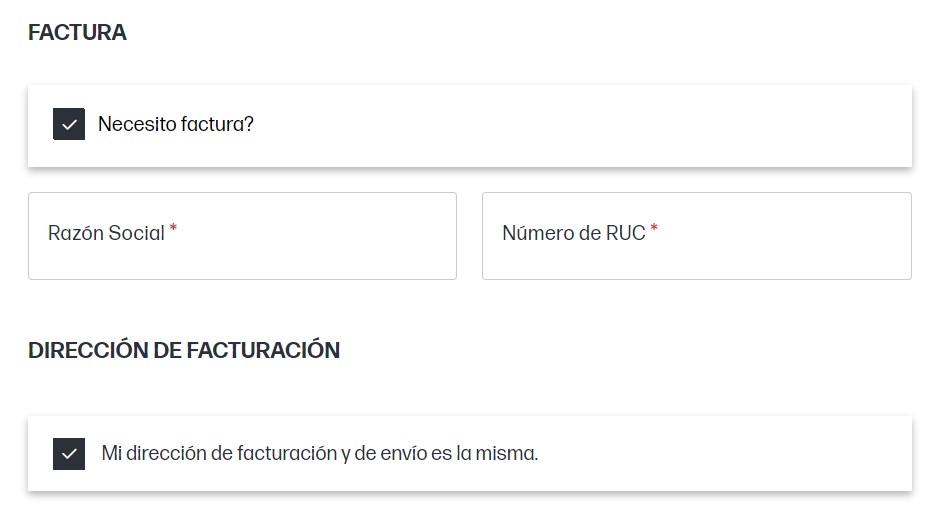 FACTURA
Necesito factura?
Razón Social *
Número de RUC *
DIRECCIÓN DE FACTURACIÓN
Mi dirección de facturación y de envío es la misma.